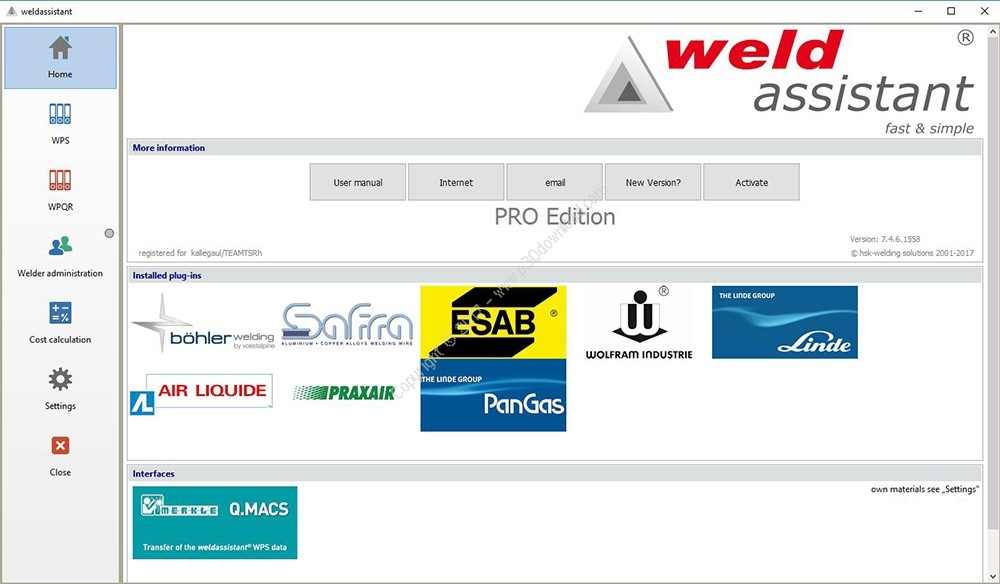 weldassistant
Home
WPS
WPQR
Welder administration
Cost calculation
Settings
Close
weld ®
assistant
fast & simple
More information
User manual
Internet
email
New Version?
Activate
PRO Edition
registered for kallegaul/TEAMTSRh
Version: 7.4.6.1558
© hsk-welding solutions 2001-2017
Installed plug-ins
böhler welding
by voestalpine
Safra
ALUMINIUM • COPPER ALLOYS WELDING WIRE
ESAB ®
®
WOLFRAM INDUSTRIE
THE LINDE GROUP
Linde
AL AIR LIQUIDE
PRAXAIR
THE LINDE GROUP
PanGas
Interfaces
own materials see „Settings"
MERKLE Q.MACS
Transfer of the weldassistant® WPS data